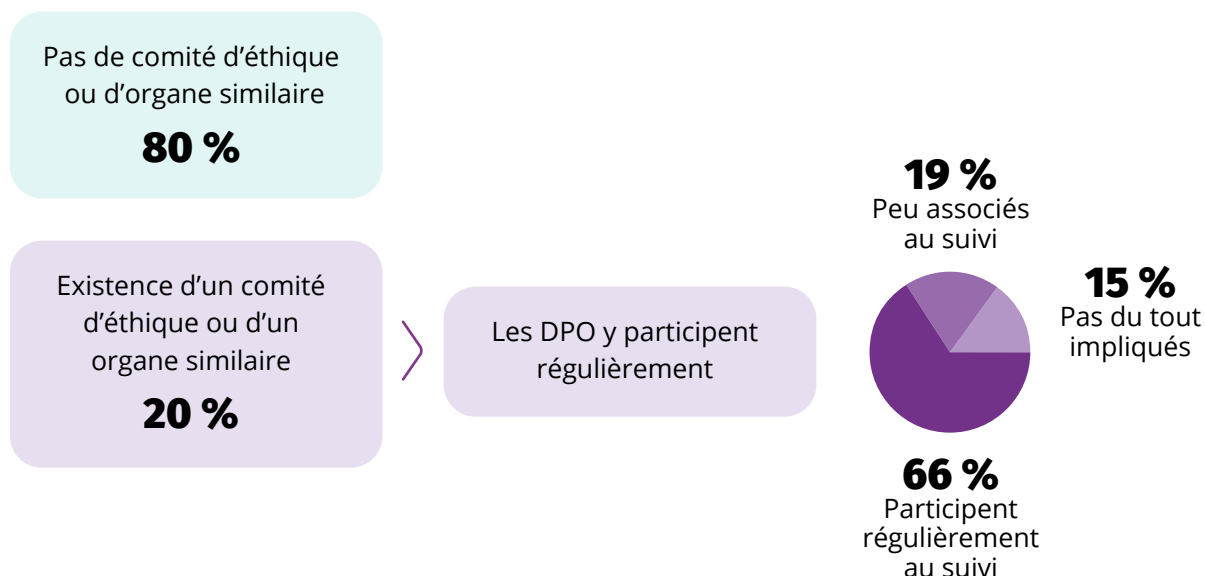 Pas de comité d’éthique
ou d’organe similaire
80 %
Existence d’un comité
d’éthique ou d’un
organe similaire
20 %
Les DPO y participent
régulièrement
19 %
Peu associés
au suivi
15 %
Pas du tout
impliqués
66 %
Participent
régulièrement
au suivi